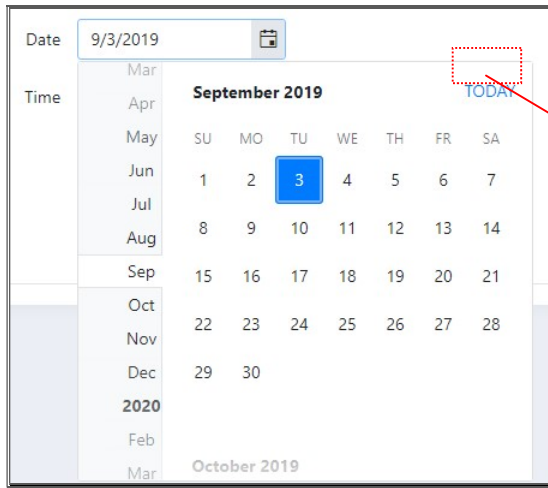 Date 9/3/2019
Time
Mar
Apr
May
Jun
Jul
Aug
Sep
Oct
Nov
Dec
2020
Feb
Mar
September 2019 TODAY
SU MO TU WE TH FR SA
1 2 3 4 5 6 7
8 9 10 11 12 13 14
15 16 17 18 19 20 21
22 23 24 25 26 27 28
29 30
October 2019